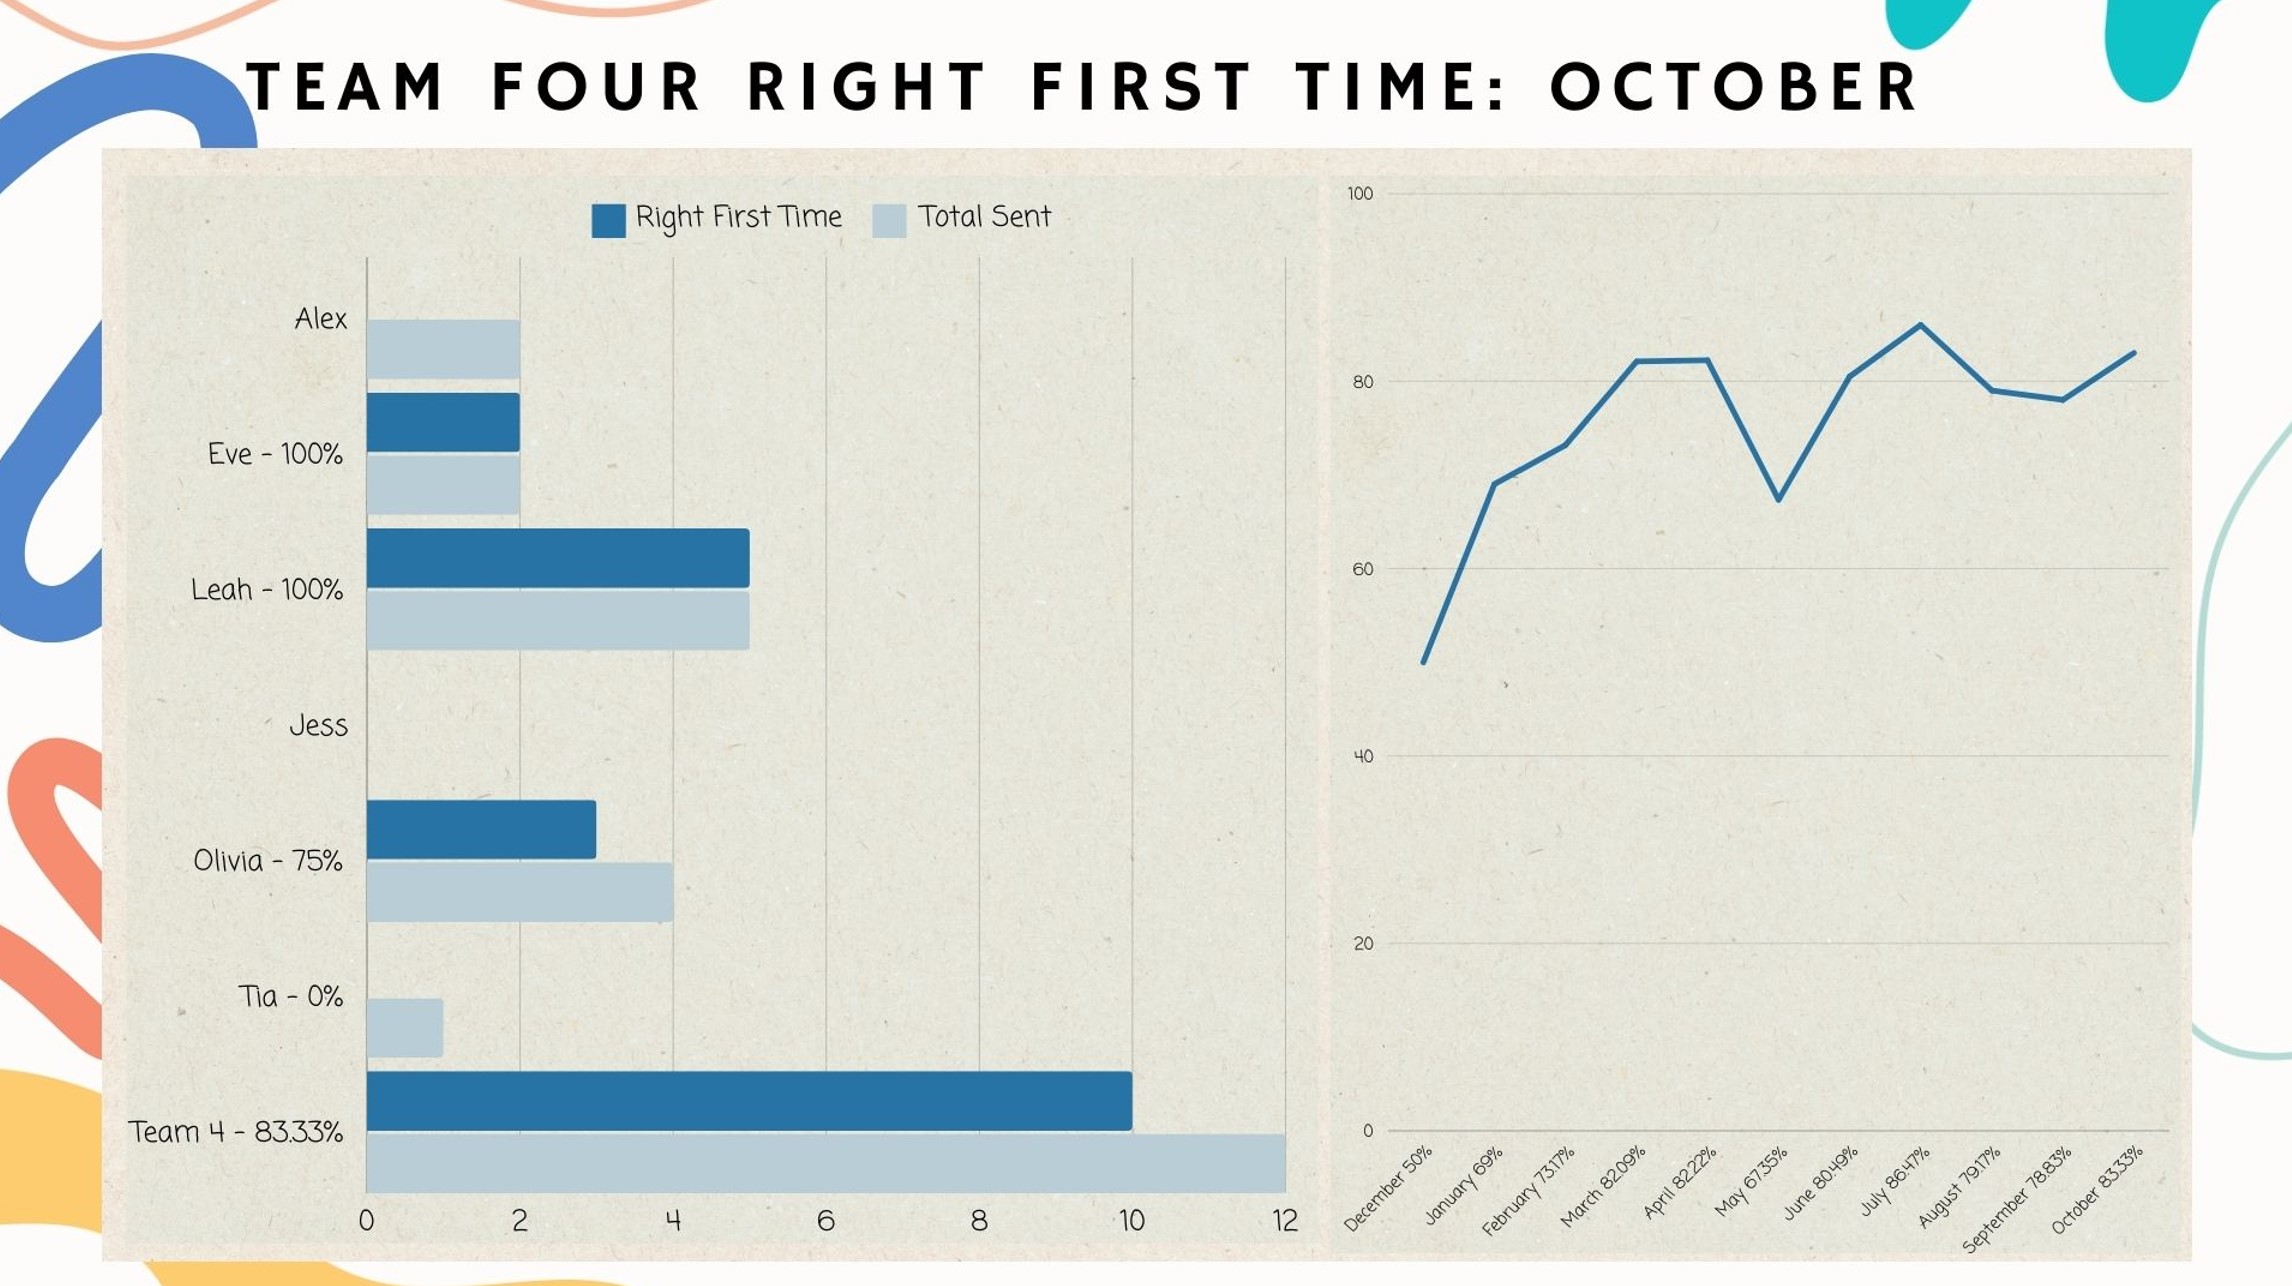 TEAM FOUR RIGHT FIRST TIME: OCTOBER
Right First Time
Total Sent
Alex
Eve - 100%
Leah - 100%
Jess
Olivia - 75%
Tia - 0%
Team 4 - 83.33%
0 2 4 6 8 10 12
100
80
60
40
20
0
December 50%
January 69%
February 73.17%
March 82.09%
April 82.22%
May 67.35%
June 80.49%
July 86.47%
August 79.17%
September 78.83%
October 83.33%